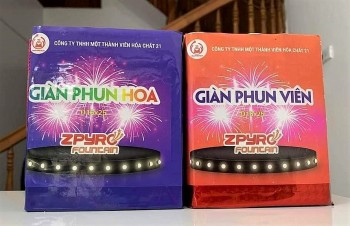 CÔNG TY TNHH MỘT THÀNH VIÊN HÓA CHẤT 21
GIÀN PHUN HOA
ZPYRO
FOUNTAIN
CÔNG TY TNHH MỘT THÀNH VIÊN HÓA CHẤT 21
GIÀN PHUN VIÊN
ZPYRO
FOUNTAIN